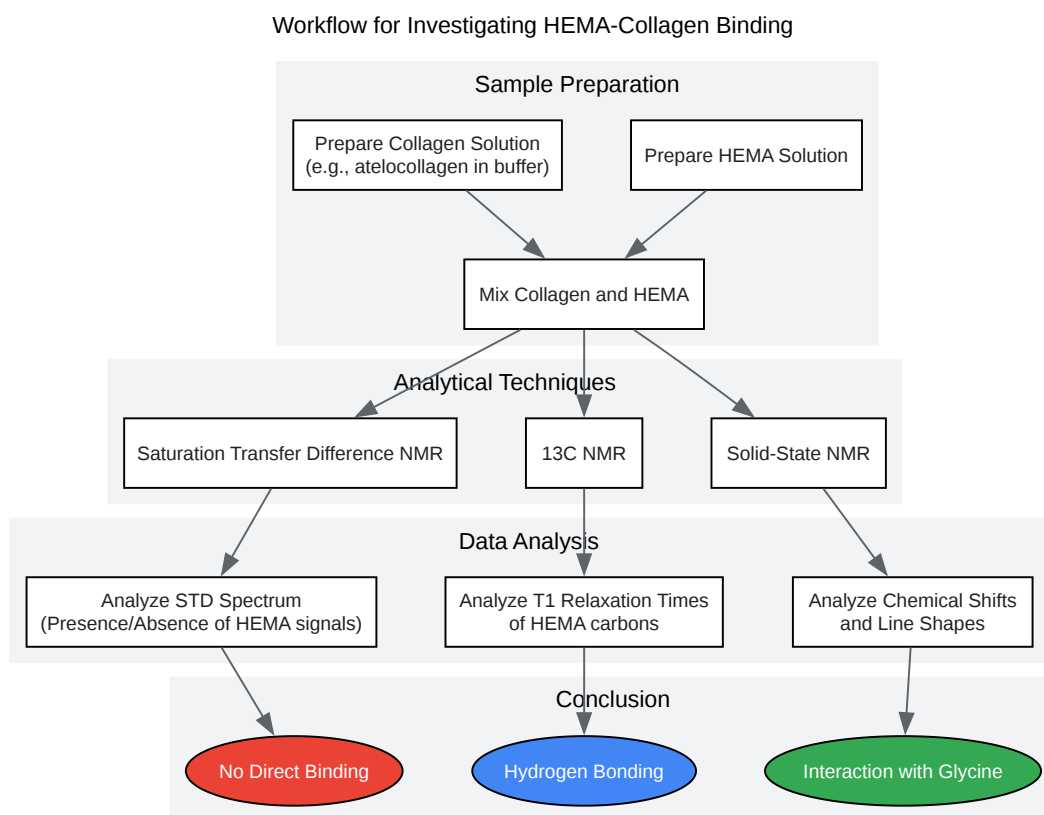 Workflow for Investigating HEMA-Collagen Binding
Sample Preparation
Prepare Collagen Solution
(e.g., atelocollagen in buffer)
Prepare HEMA Solution
Mix Collagen and HEMA
Analytical Techniques
Saturation Transfer Difference NMR
13C NMR
Solid-State NMR
Data Analysis
Analyze STD Spectrum
(Presence/Absence of HEMA signals)
Analyze T1 Relaxation Times
of HEMA carbons
Analyze Chemical Shifts
and Line Shapes
Conclusion
No Direct Binding
Hydrogen Bonding
Interaction with Glycine